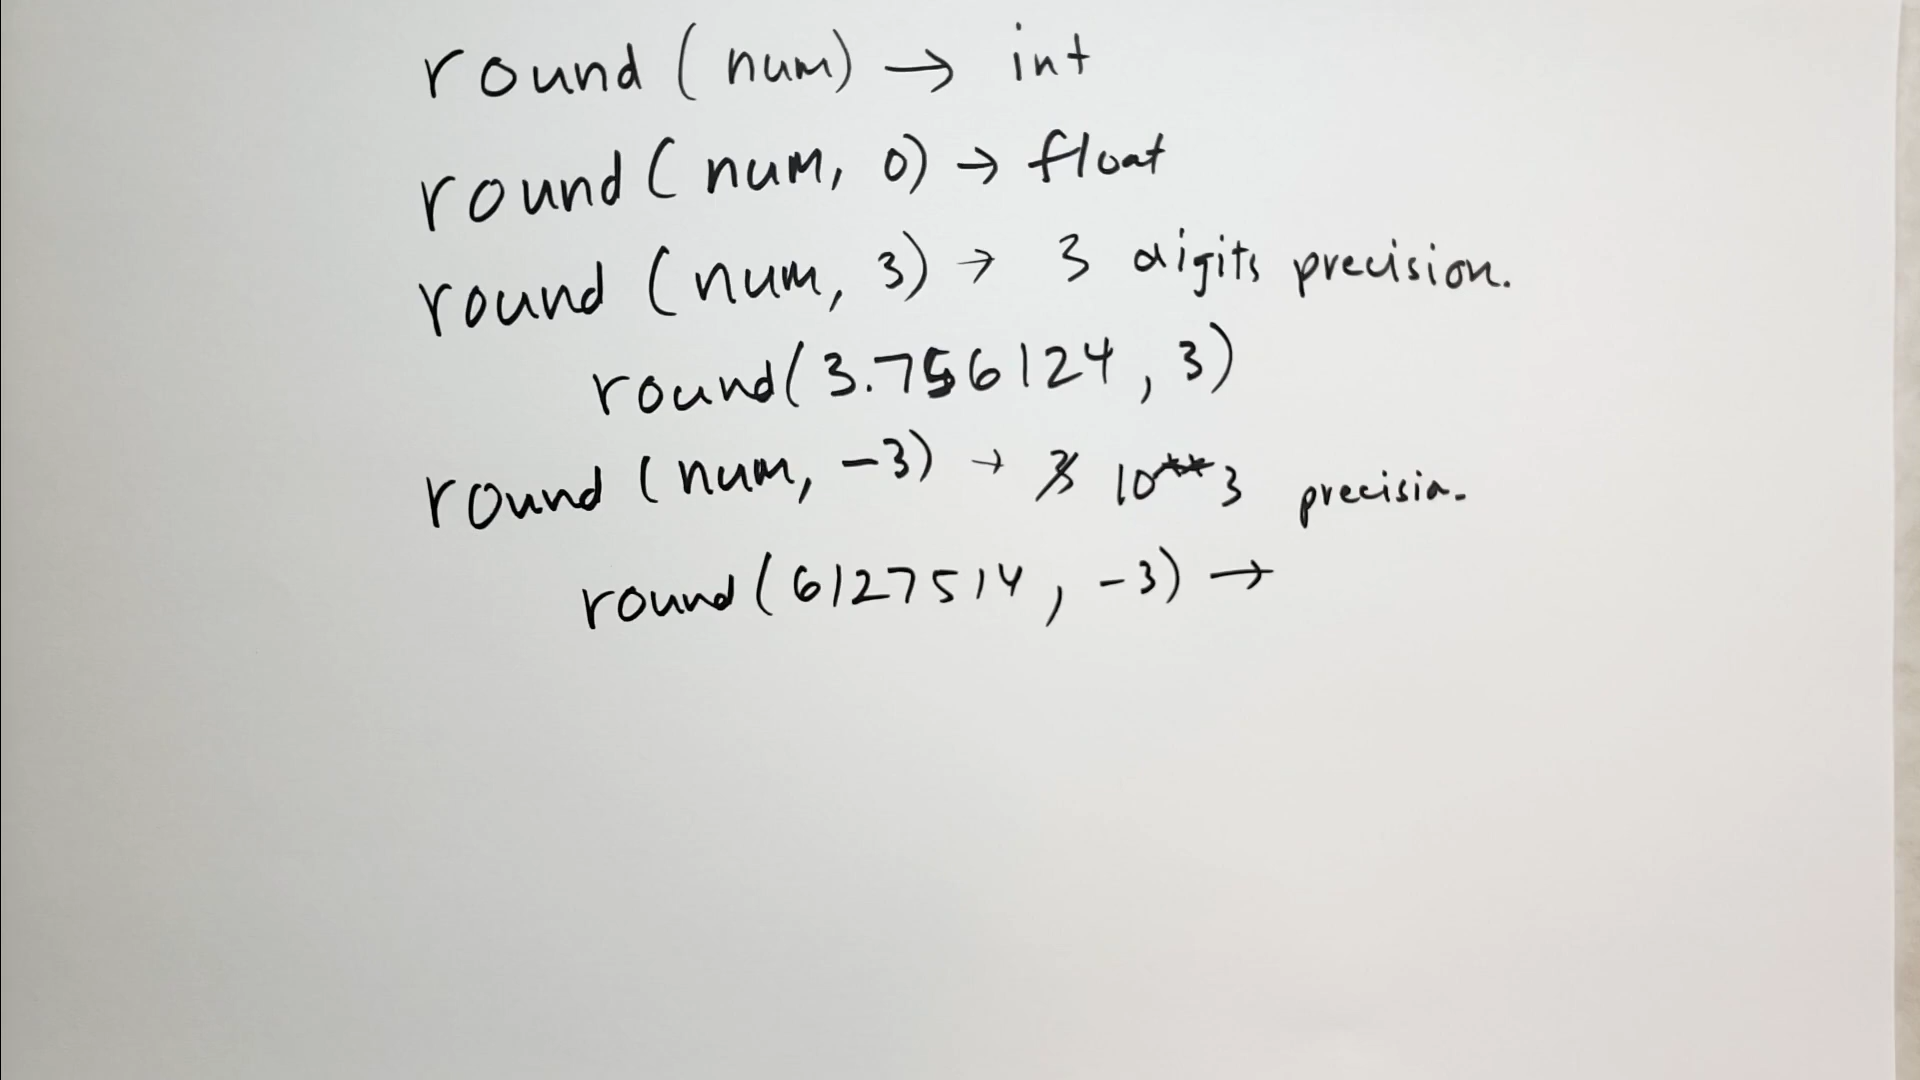 round (num) → int
round (num, 0) → float
round (num, 3) → 3 digits precision.
round(3.756124, 3)
round (num, -3) → 10**3 precision.
round(6127514, -3) →